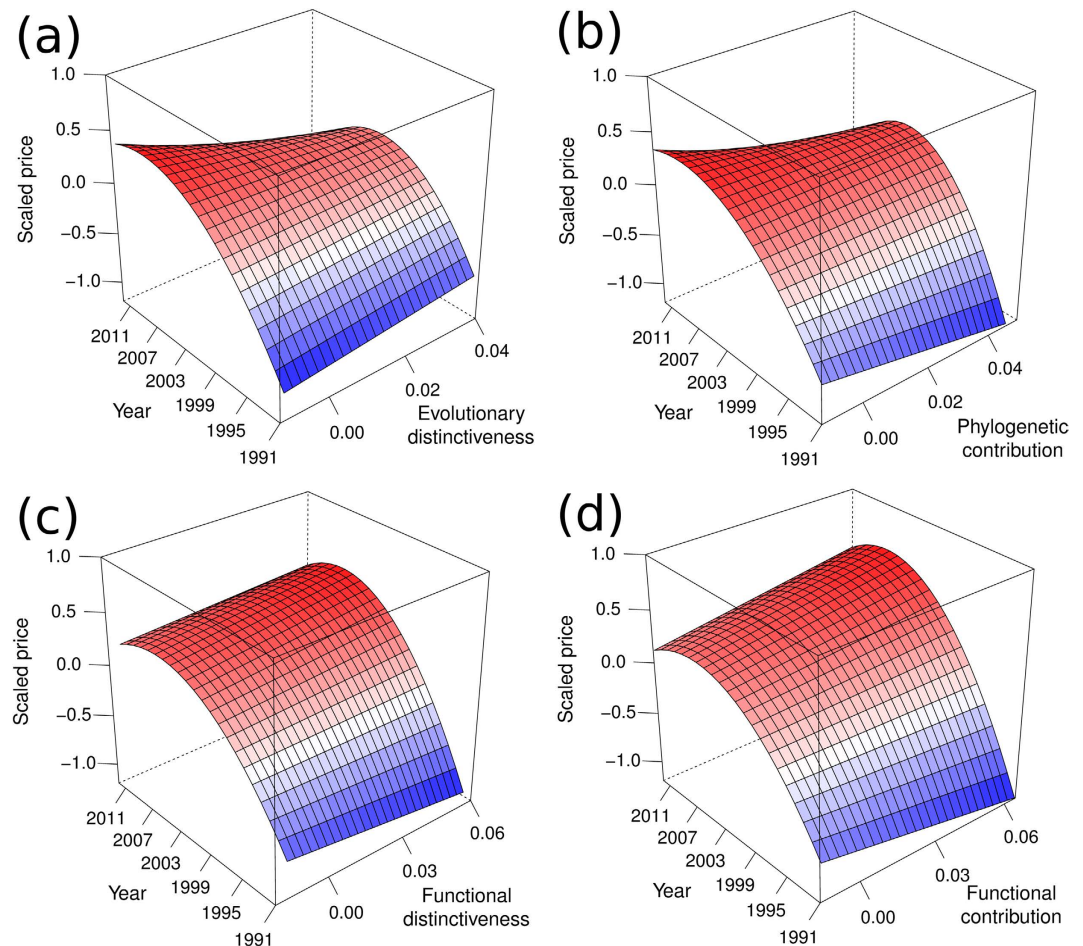 (a)
1.0
0.5
0.0
−0.5
−1.0
Scaled price
2011
2007
2003
1999
1995
1991
Year
0.00
0.02
0.04
Evolutionary
distinctiveness
(b)
1.0
0.5
0.0
−0.5
−1.0
Scaled price
2011
2007
2003
1999
1995
1991
Year
0.00
0.02
0.04
Phylogenetic
contribution
(c)
1.0
0.5
0.0
−0.5
−1.0
Scaled price
2011
2007
2003
1999
1995
1991
Year
0.00
0.03
0.06
Functional
distinctiveness
(d)
1.0
0.5
0.0
−0.5
−1.0
Scaled price
2011
2007
2003
1999
1995
1991
Year
0.00
0.03
0.06
Functional
contribution